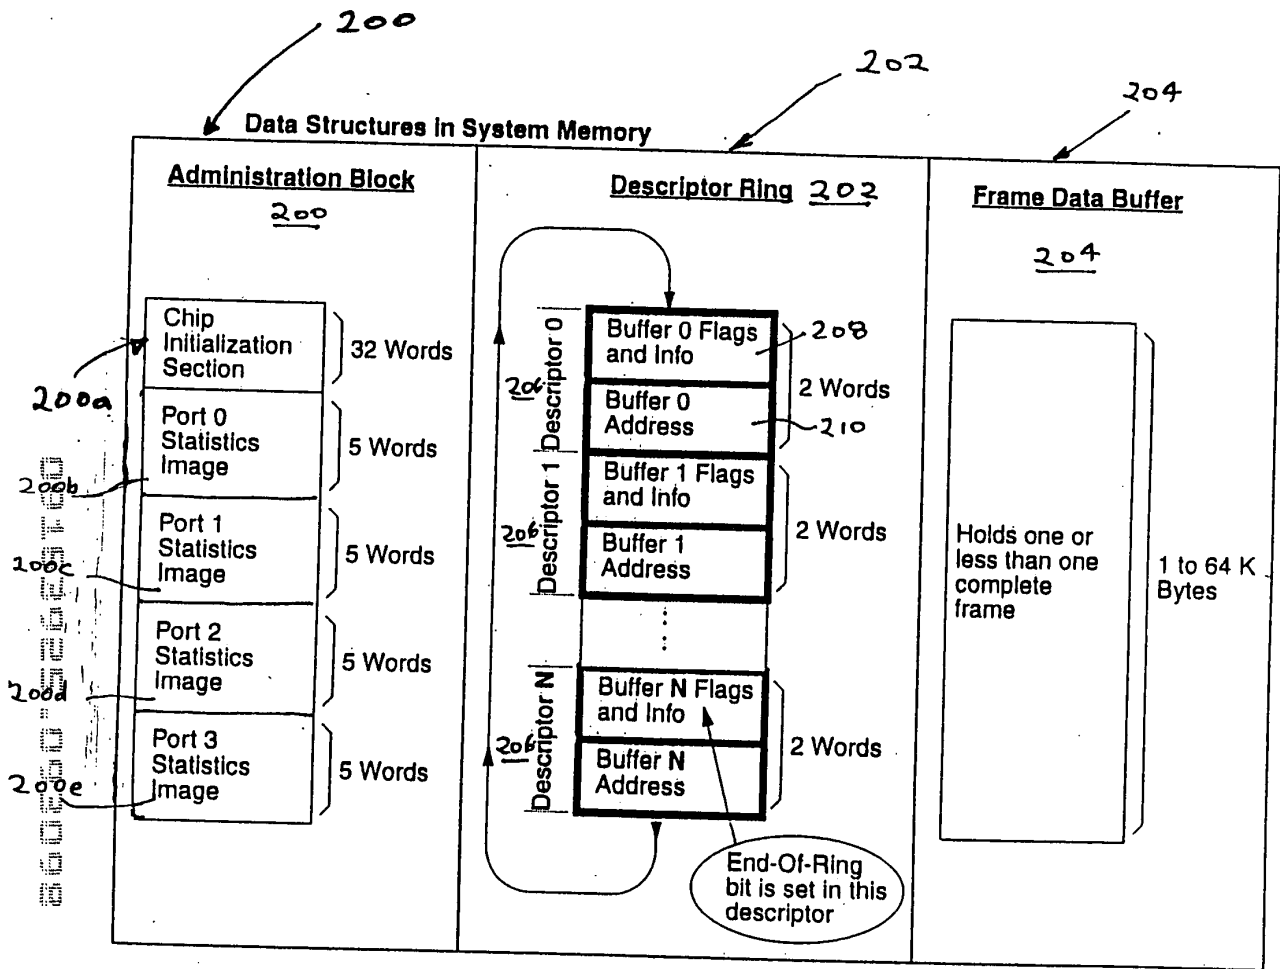 200
202
204
Data Structures in System Memory
Administration Block
200
Chip
Initialization
Section
32 Words
200a
Port 0
Statistics
Image
5 Words
200b
Port 1
Statistics
Image
5 Words
200c
Port 2
Statistics
Image
5 Words
200d
Port 3
Statistics
Image
5 Words
200e
Descriptor Ring 202
Descriptor 0
206
Buffer 0 Flags
and Info
208
2 Words
Buffer 0
Address
210
Descriptor 1
206
Buffer 1 Flags
and Info
2 Words
Buffer 1
Address
Descriptor N
206
Buffer N Flags
and Info
2 Words
Buffer N
Address
End-Of-Ring
bit is set in this
descriptor
Frame Data Buffer
204
Holds one or
less than one
complete
frame
1 to 64 K
Bytes